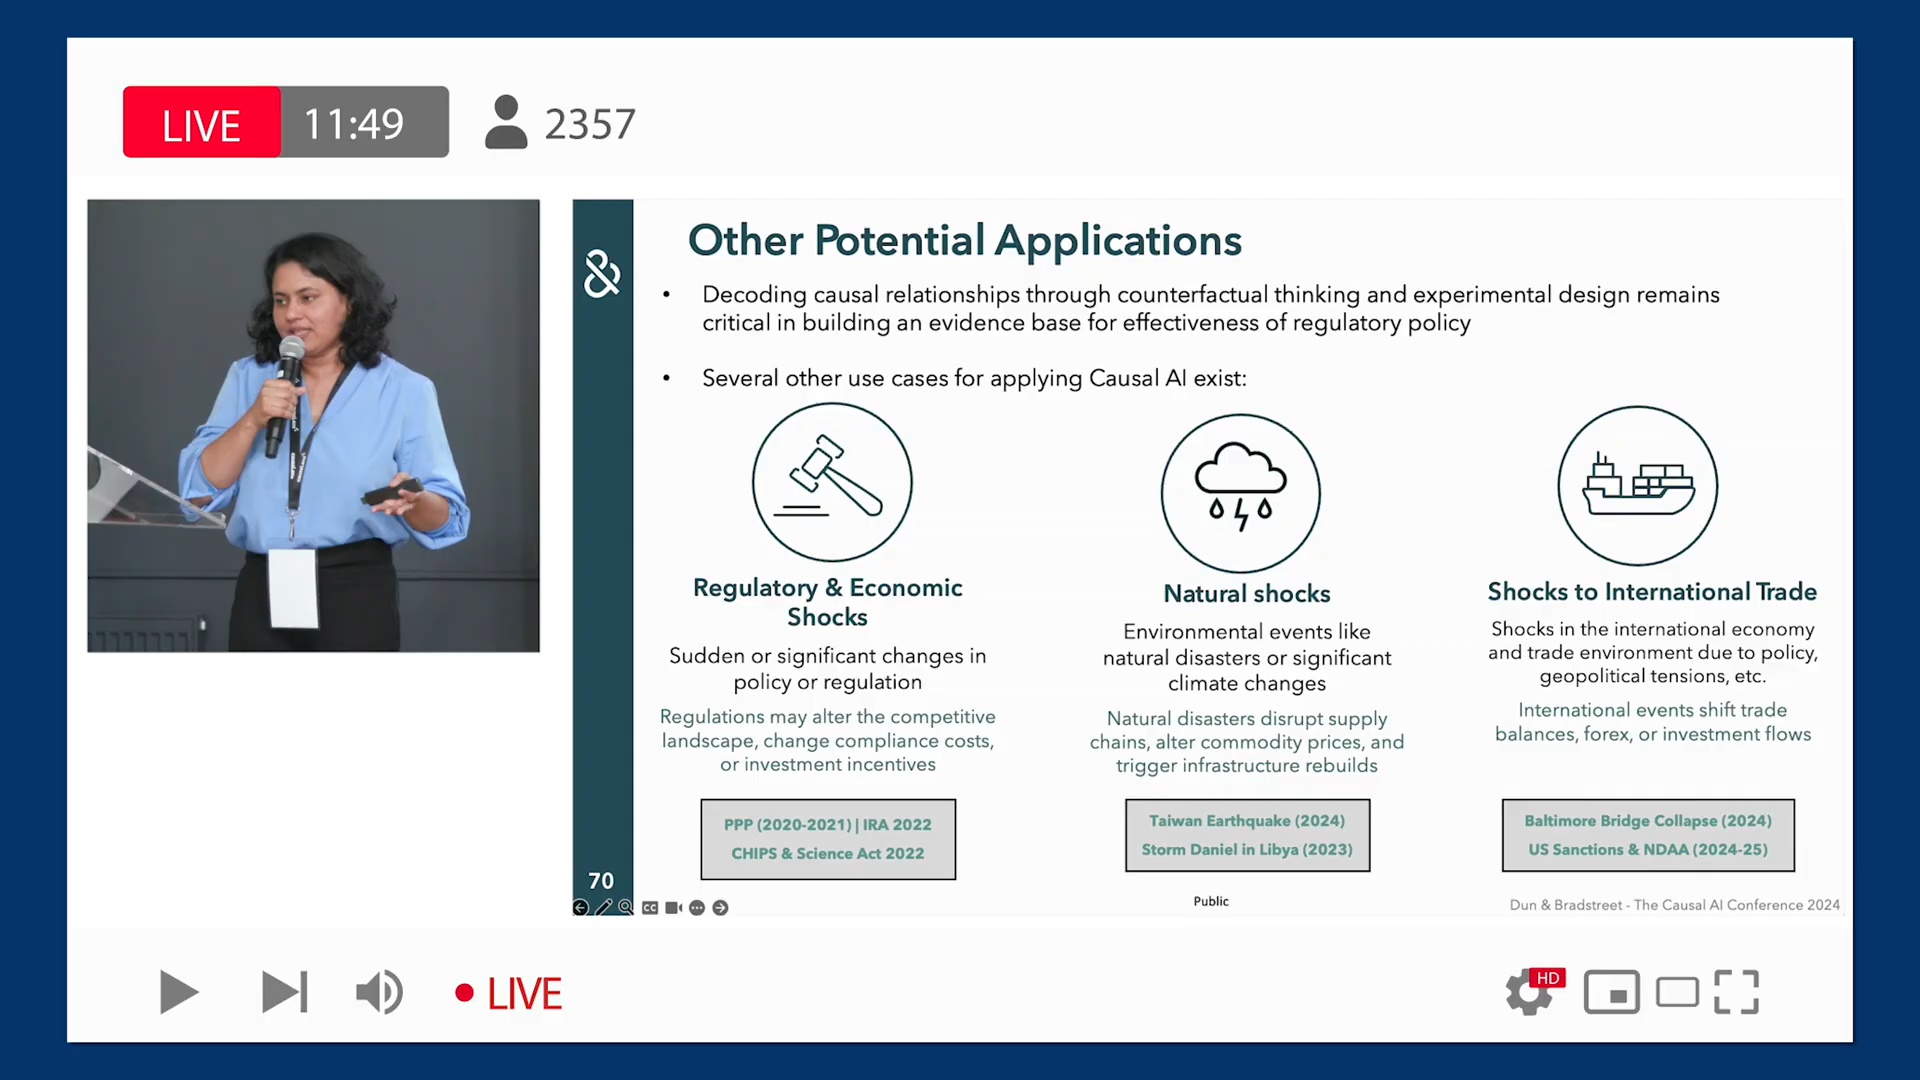 LIVE 11:49 2357
&
Other Potential Applications
• Decoding causal relationships through counterfactual thinking and experimental design remains
critical in building an evidence base for effectiveness of regulatory policy
• Several other use cases for applying Causal AI exist:
Regulatory & Economic
Shocks
Sudden or significant changes in
policy or regulation
Regulations may alter the competitive
landscape, change compliance costs,
or investment incentives
PPP (2020-2021) | IRA 2022
CHIPS & Science Act 2022
Natural shocks
Environmental events like
natural disasters or significant
climate changes
Natural disasters disrupt supply
chains, alter commodity prices, and
trigger infrastructure rebuilds
Taiwan Earthquake (2024)
Storm Daniel in Libya (2023)
Shocks to International Trade
Shocks in the international economy
and trade environment due to policy,
geopolitical tensions, etc.
International events shift trade
balances, forex, or investment flows
Baltimore Bridge Collapse (2024)
US Sanctions & NDAA (2024-25)
70
CC
Public
Dun & Bradstreet - The Causal AI Conference 2024
LIVE
HD